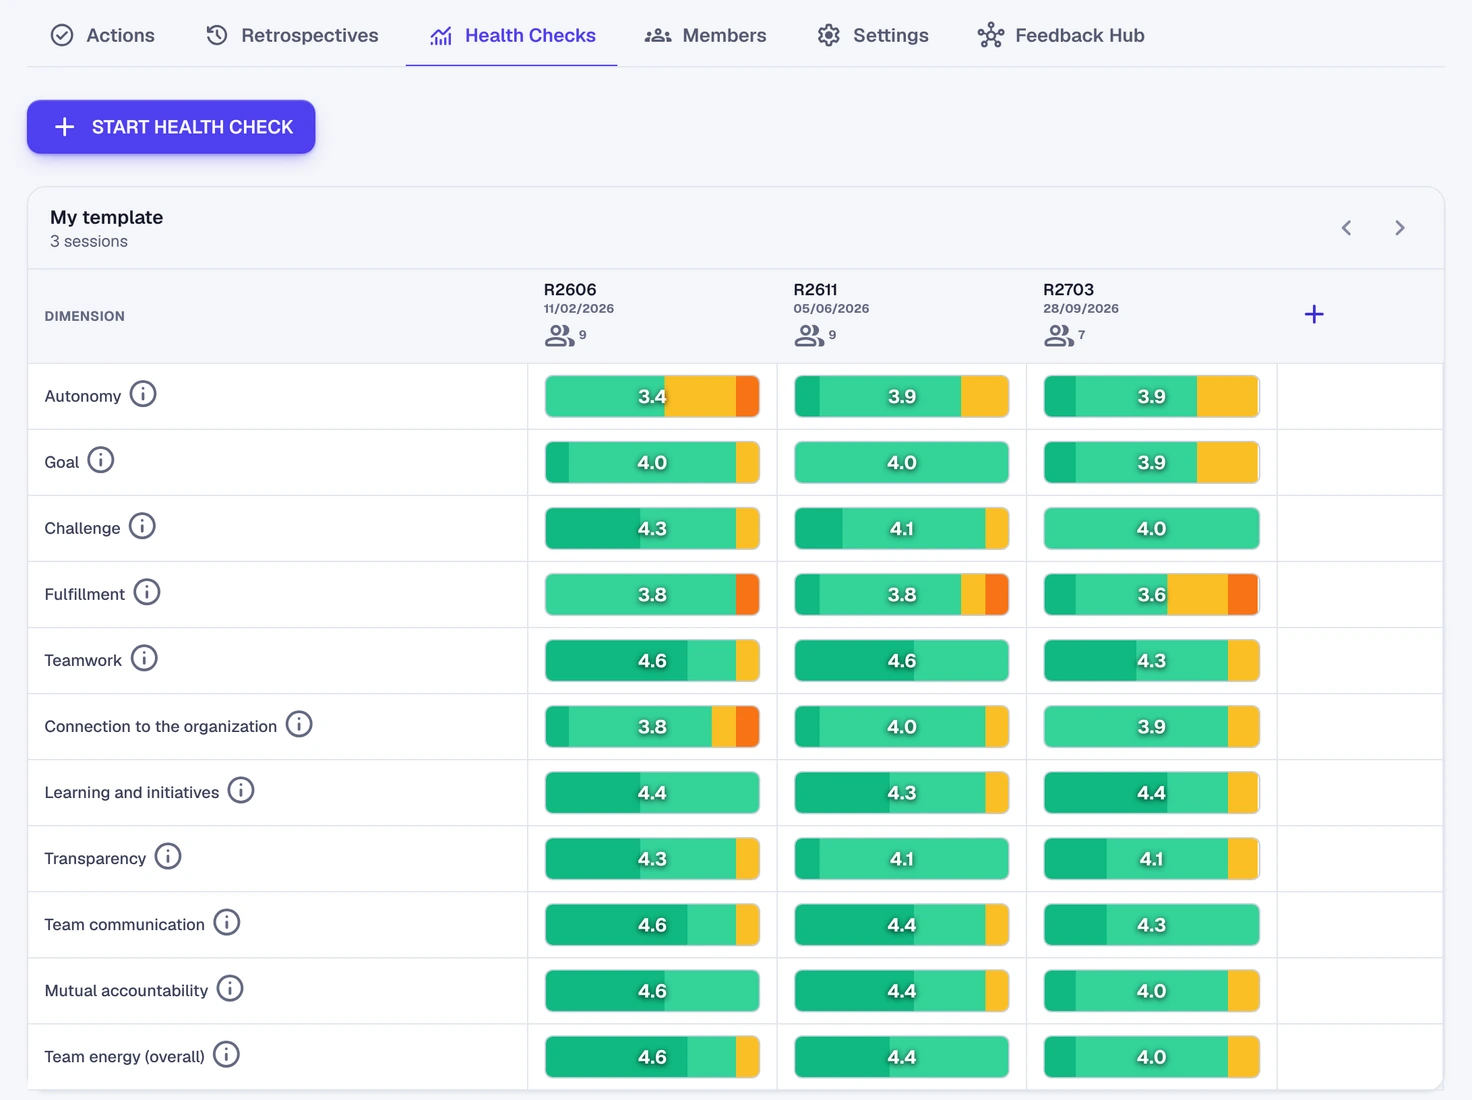 Actions Retrospectives Health Checks Members Settings Feedback Hub
START HEALTH CHECK
My template
3 sessions
DIMENSION
R2606 R2611 R2703
11/02/2026 05/06/2026 28/09/2026
9 9 7
Autonomy 3.4 3.9 3.9
Goal 4.0 4.0 3.9
Challenge 4.3 4.1 4.0
Fulfillment 3.8 3.8 3.6
Teamwork 4.6 4.6 4.3
Connection to the organization 3.8 4.0 3.9
Learning and initiatives 4.4 4.3 4.4
Transparency 4.3 4.1 4.1
Team communication 4.6 4.4 4.3
Mutual accountability 4.6 4.4 4.0
Team energy (overall) 4.6 4.4 4.0